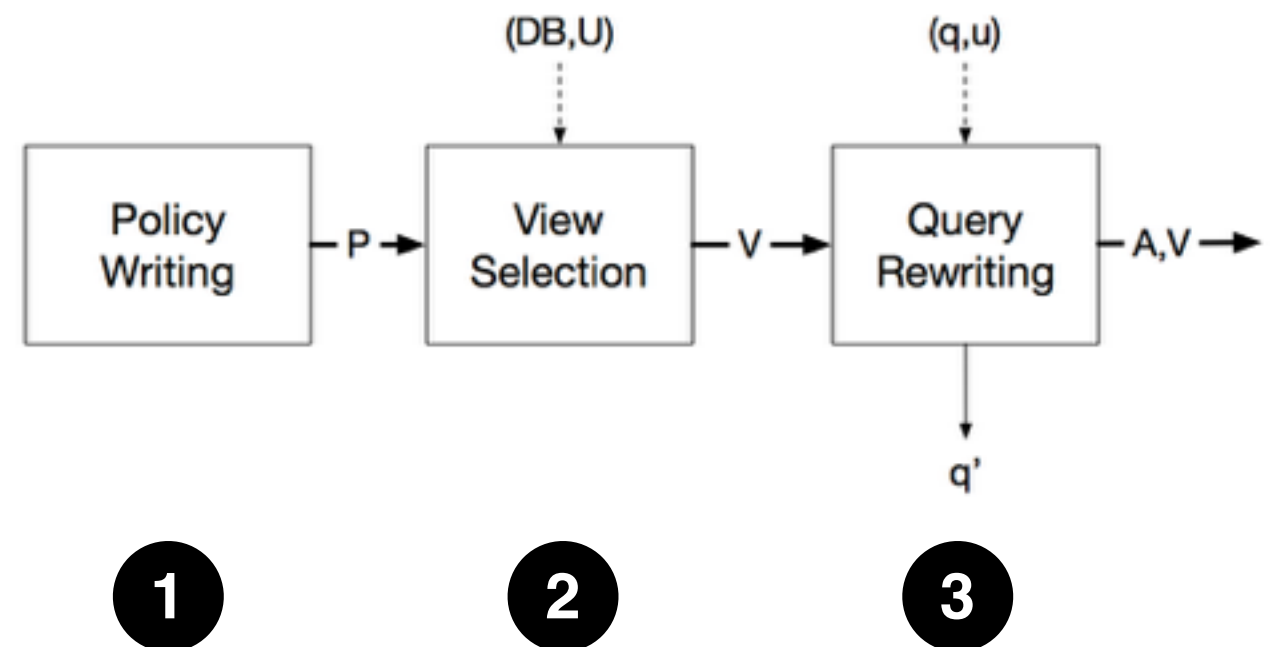 (DB,U)
(q,u)
Policy
Writing
P
View
Selection
V
Query
Rewriting
A,V
q’
1
2
3